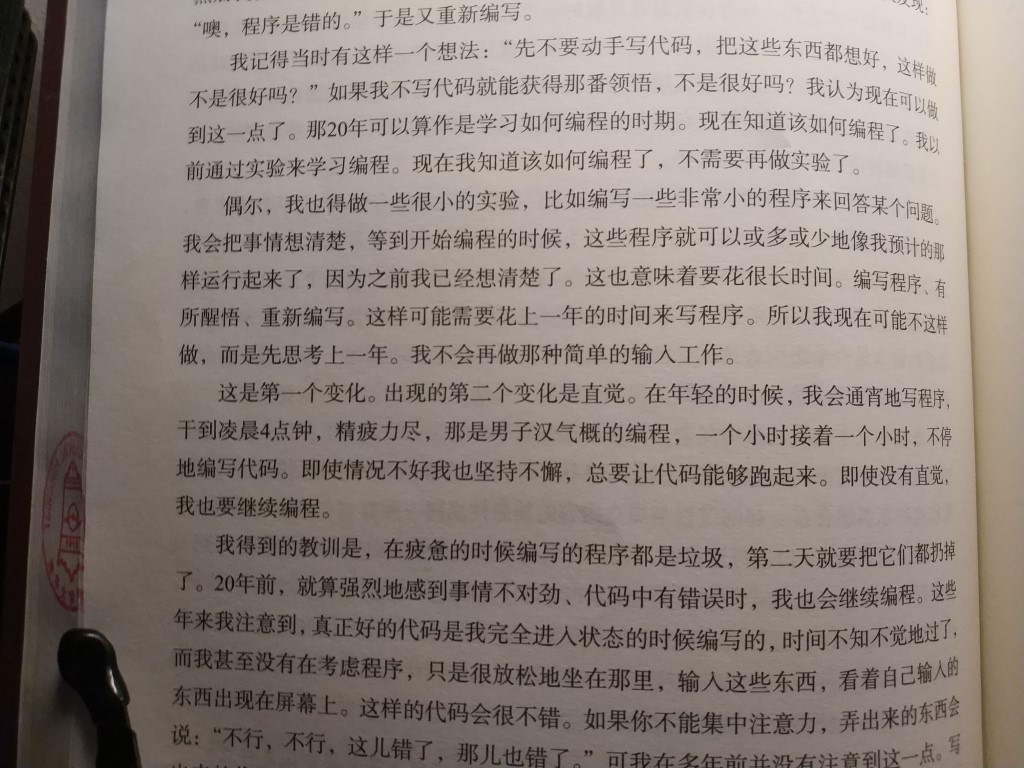 “噢，程序是错的。”于是又重新编写。
我记得当时有这样一个想法：“先不要动手写代码，把这些东西都想好，这样做
不是很好吗？”如果我不写代码就能获得那番领悟，不是很好吗？我认为现在可以做
到这一点了。那20年可以算作是学习如何编程的时期。现在知道该如何编程了。我以
前通过实验来学习编程。现在我知道该如何编程了，不需要再做实验了。
偶尔，我也得做一些很小的实验，比如编写一些非常小的程序来回答某个问题。
我会把事情想清楚，等到开始编程的时候，这些程序就可以或多或少地像我预计的那
样运行起来了，因为之前我已经想清楚了。这也意味着要花很长时间。编写程序、有
所醒悟、重新编写。这样可能需要花上一年的时间来写程序。所以我现在可能不这样
做，而是先思考上一年。我不会再做那种简单的输入工作。
这是第一个变化。出现的第二个变化是直觉。在年轻的时候，我会通宵地写程序，
干到凌晨4点钟，精疲力尽，那是男子汉气概的编程，一个小时接着一个小时，不停
地编写代码。即使情况不好我也坚持不懈，总要让代码能够跑起来。即使没有直觉，
我也要继续编程。
我得到的教训是，在疲惫的时候编写的程序都是垃圾，第二天就要把它们都扔掉
了。20年前，就算强烈地感到事情不对劲、代码中有错误时，我也会继续编程。这些
年来我注意到，真正好的代码是我完全进入状态的时候编写的，时间不知不觉地过了，
而我甚至没有在考虑程序，只是很放松地坐在那里，输入这些东西，看着自己输入的
东西出现在屏幕上。这样的代码会很不错。如果你不能集中注意力，弄出来的东西会
说：“不行，不行，这儿错了，那儿也错了。”可我在多年前并没有注意到这一点。写